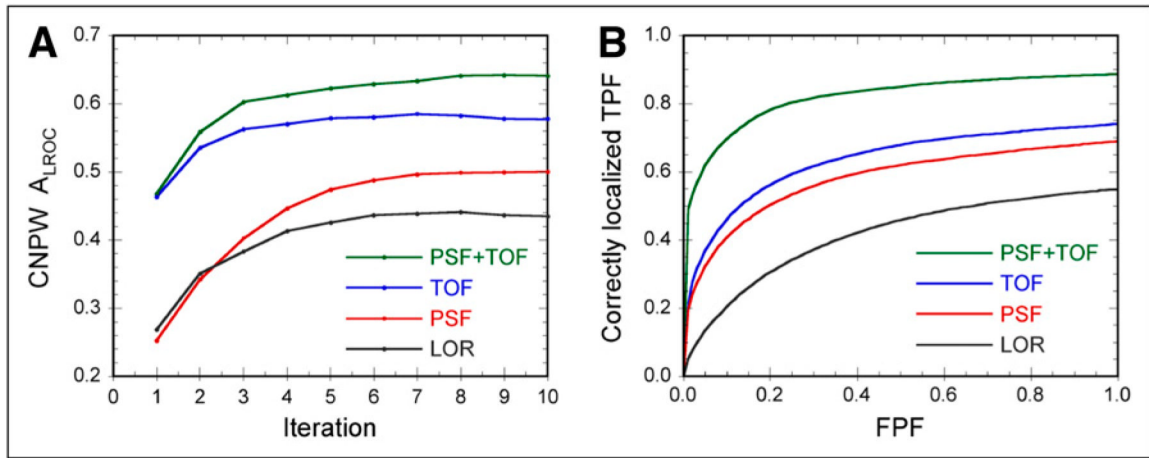 A
CNPW A_LROC
0.7
0.6
0.5
0.4
0.3
0.2
PSF+TOF
TOF
PSF
LOR
0 1 2 3 4 5 6 7 8 9 10
Iteration
B
Correctly localized TPF
1.0
0.8
0.6
0.4
0.2
0.0
PSF+TOF
TOF
PSF
LOR
0.0 0.2 0.4 0.6 0.8 1.0
FPF